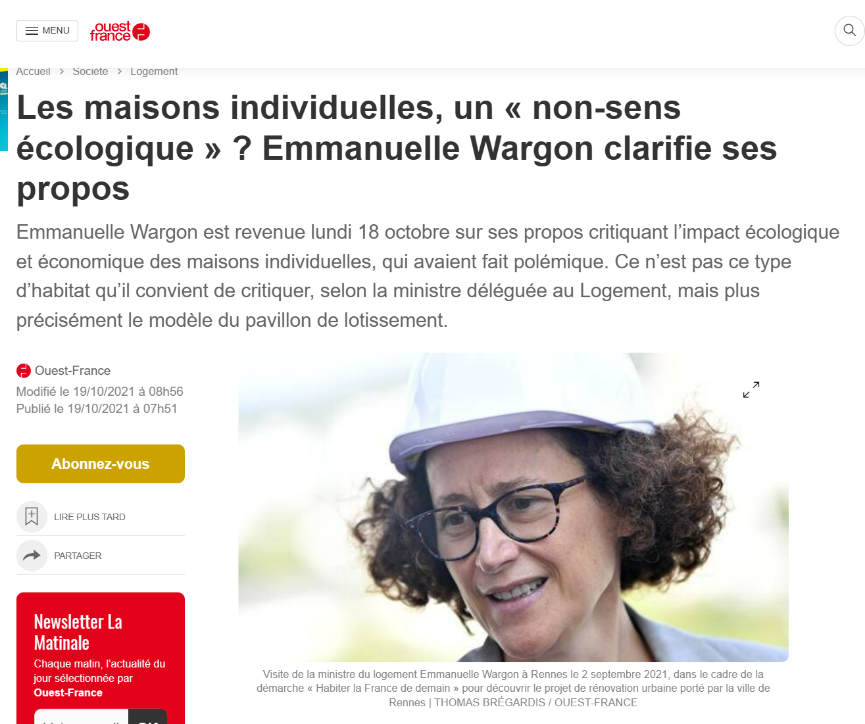 MENU
ouest
france
Accueil > Société > Logement
Les maisons individuelles, un « non-sens
écologique » ? Emmanuelle Wargon clarifie ses
propos
Emmanuelle Wargon est revenue lundi 18 octobre sur ses propos critiquant l’impact écologique
et économique des maisons individuelles, qui avaient fait polémique. Ce n’est pas ce type
d’habitat qu’il convient de critiquer, selon la ministre déléguée au Logement, mais plus
précisément le modèle du pavillon de lotissement.
Ouest-France
Modifié le 19/10/2021 à 08h56
Publié le 19/10/2021 à 07h51
Abonnez-vous
LIRE PLUS TARD
PARTAGER
Newsletter La
Matinale
Chaque matin, l'actualité du
jour sélectionnée par
Ouest-France
Visite de la ministre du logement Emmanuelle Wargon à Rennes le 2 septembre 2021, dans le cadre de la
démarche « Habiter la France de demain » pour découvrir le projet de rénovation urbaine porté par la ville de
Rennes | THOMAS BRÉGARDIS / OUEST-FRANCE